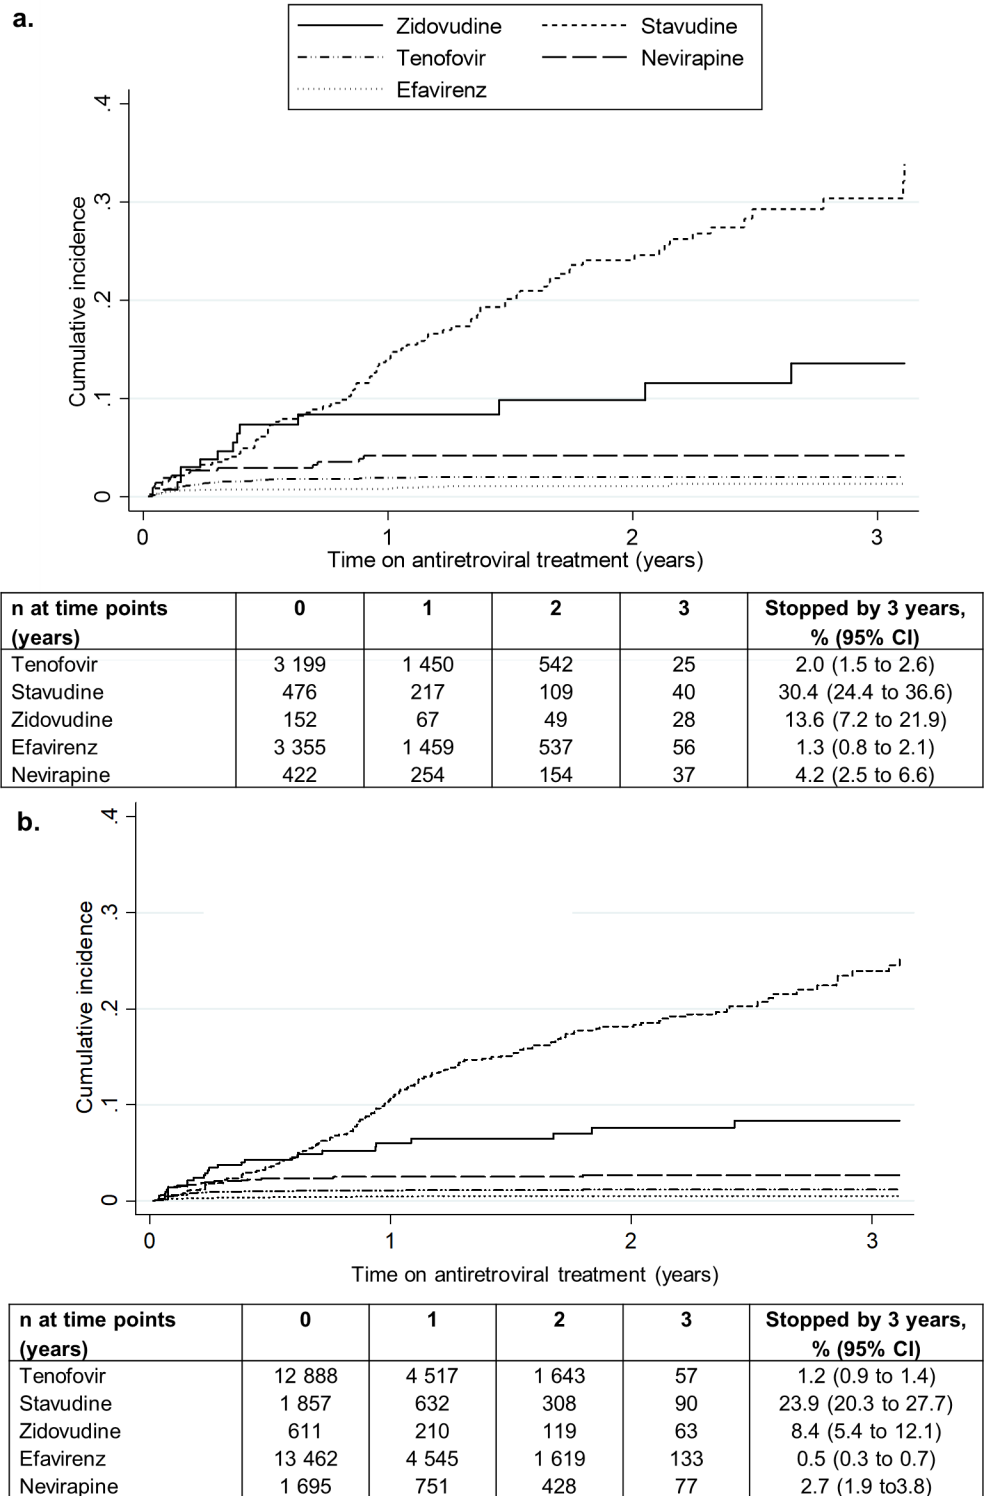 a.
Zidovudine Stavudine
Tenofovir Nevirapine
Efavirenz
.4
.3
.2
.1
0
Cumulative incidence
0 1 2 3
Time on antiretroviral treatment (years)
n at time points 0 1 2 3 Stopped by 3 years,
(years) % (95% CI)
Tenofovir 3 199 1 450 542 25 2.0 (1.5 to 2.6)
Stavudine 476 217 109 40 30.4 (24.4 to 36.6)
Zidovudine 152 67 49 28 13.6 (7.2 to 21.9)
Efavirenz 3 355 1 459 537 56 1.3 (0.8 to 2.1)
Nevirapine 422 254 154 37 4.2 (2.5 to 6.6)
b.
.4
.3
.2
.1
0
Cumulative incidence
0 1 2 3
Time on antiretroviral treatment (years)
n at time points 0 1 2 3 Stopped by 3 years,
(years) % (95% CI)
Tenofovir 12 888 4 517 1 643 57 1.2 (0.9 to 1.4)
Stavudine 1 857 632 308 90 23.9 (20.3 to 27.7)
Zidovudine 611 210 119 63 8.4 (5.4 to 12.1)
Efavirenz 13 462 4 545 1 619 133 0.5 (0.3 to 0.7)
Nevirapine 1 695 751 428 77 2.7 (1.9 to3.8)